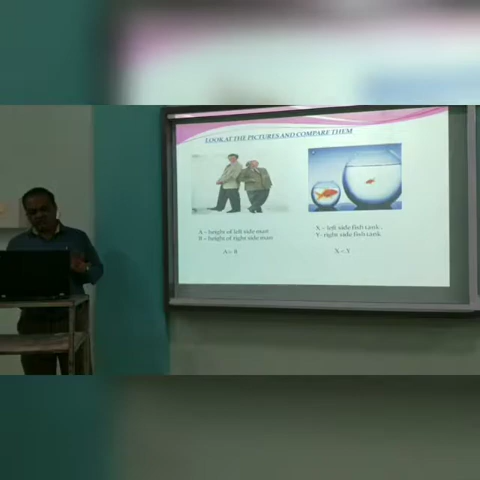 LOOK AT THE PICTURES AND COMPARE THEM
A = height of left side man
B = height of right side man
X = left side fish tank.
Y- right side fish tank
X < Y